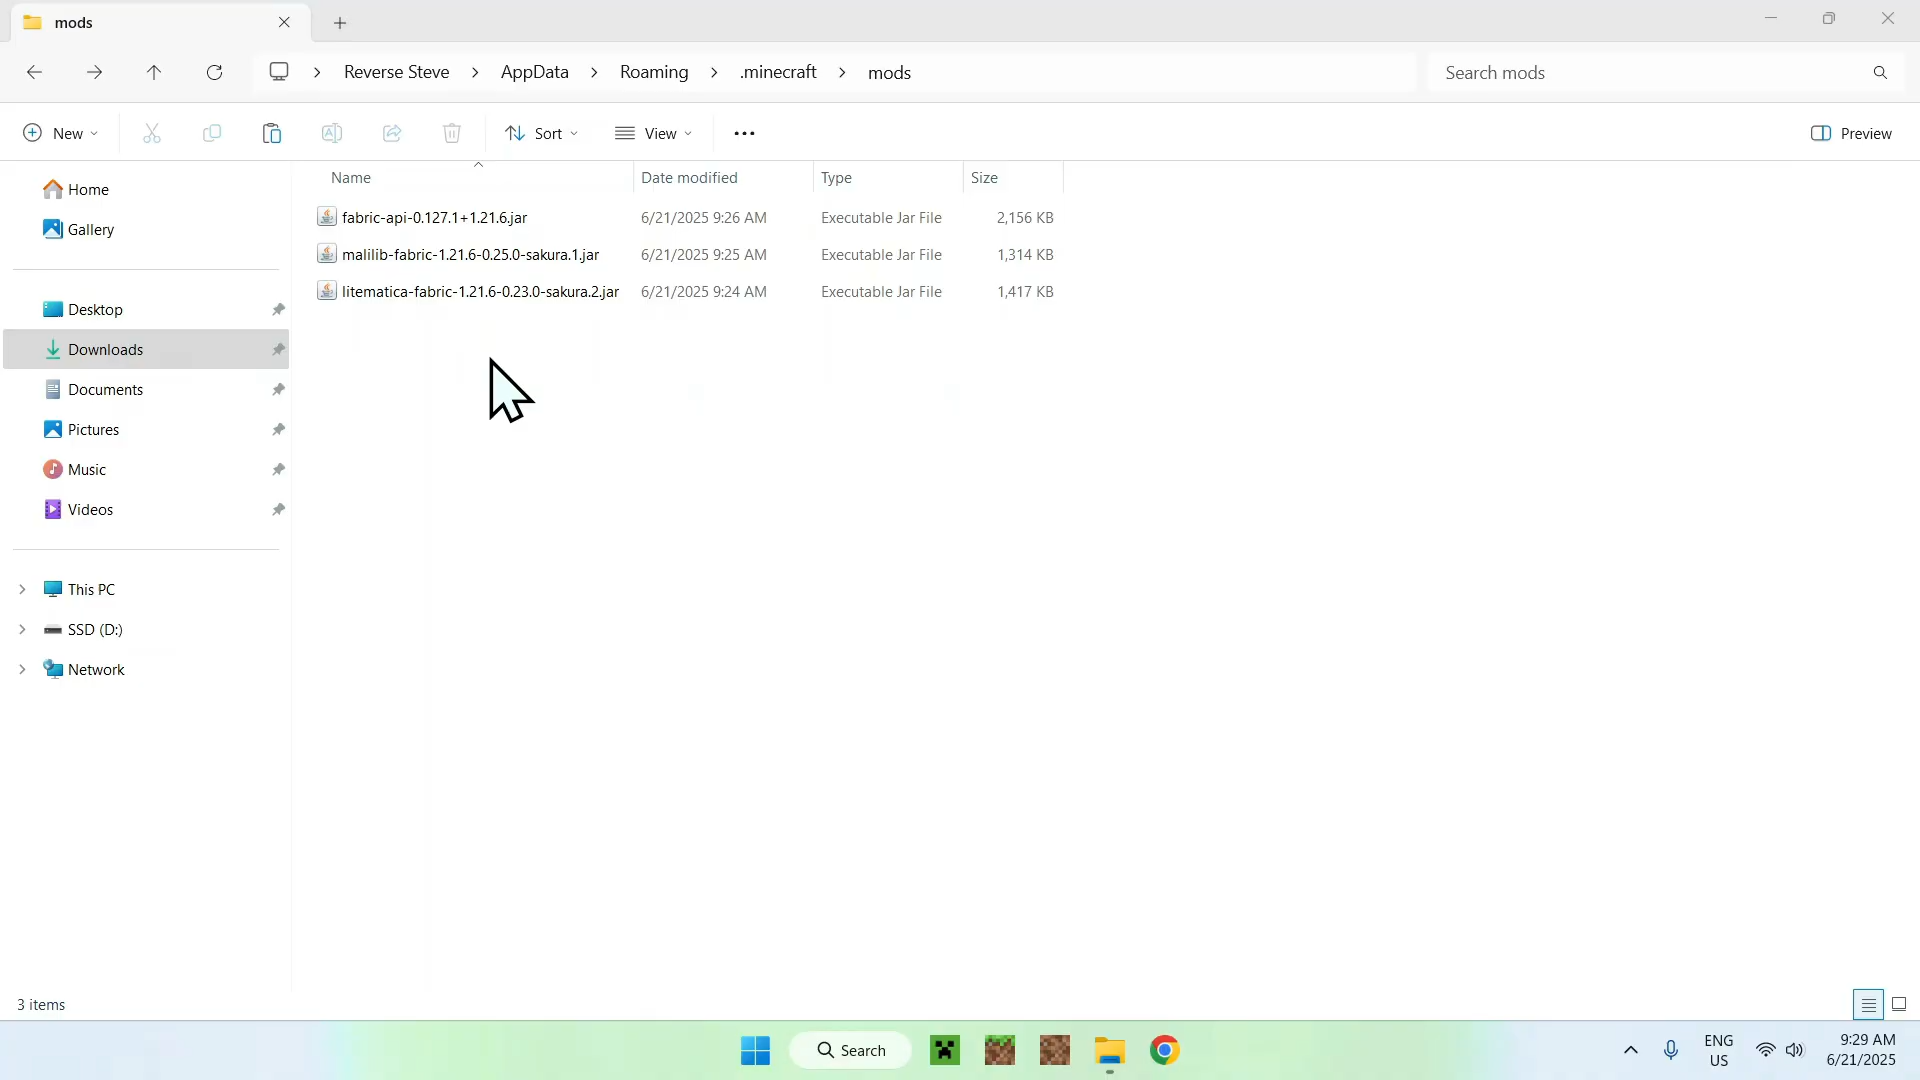 mods
Reverse Steve > AppData > Roaming > .minecraft > mods
Search mods
New
Sort
View
Preview
Name Date modified Type Size
fabric-api-0.127.1+1.21.6.jar 6/21/2025 9:26 AM Executable Jar File 2,156 KB
malilib-fabric-1.21.6-0.25.0-sakura.1.jar 6/21/2025 9:25 AM Executable Jar File 1,314 KB
litematica-fabric-1.21.6-0.23.0-sakura.2.jar 6/21/2025 9:24 AM Executable Jar File 1,417 KB
Home
Gallery
Desktop
Downloads
Documents
Pictures
Music
Videos
This PC
SSD (D:)
Network
3 items
Search
ENG
US
9:29 AM
6/21/2025